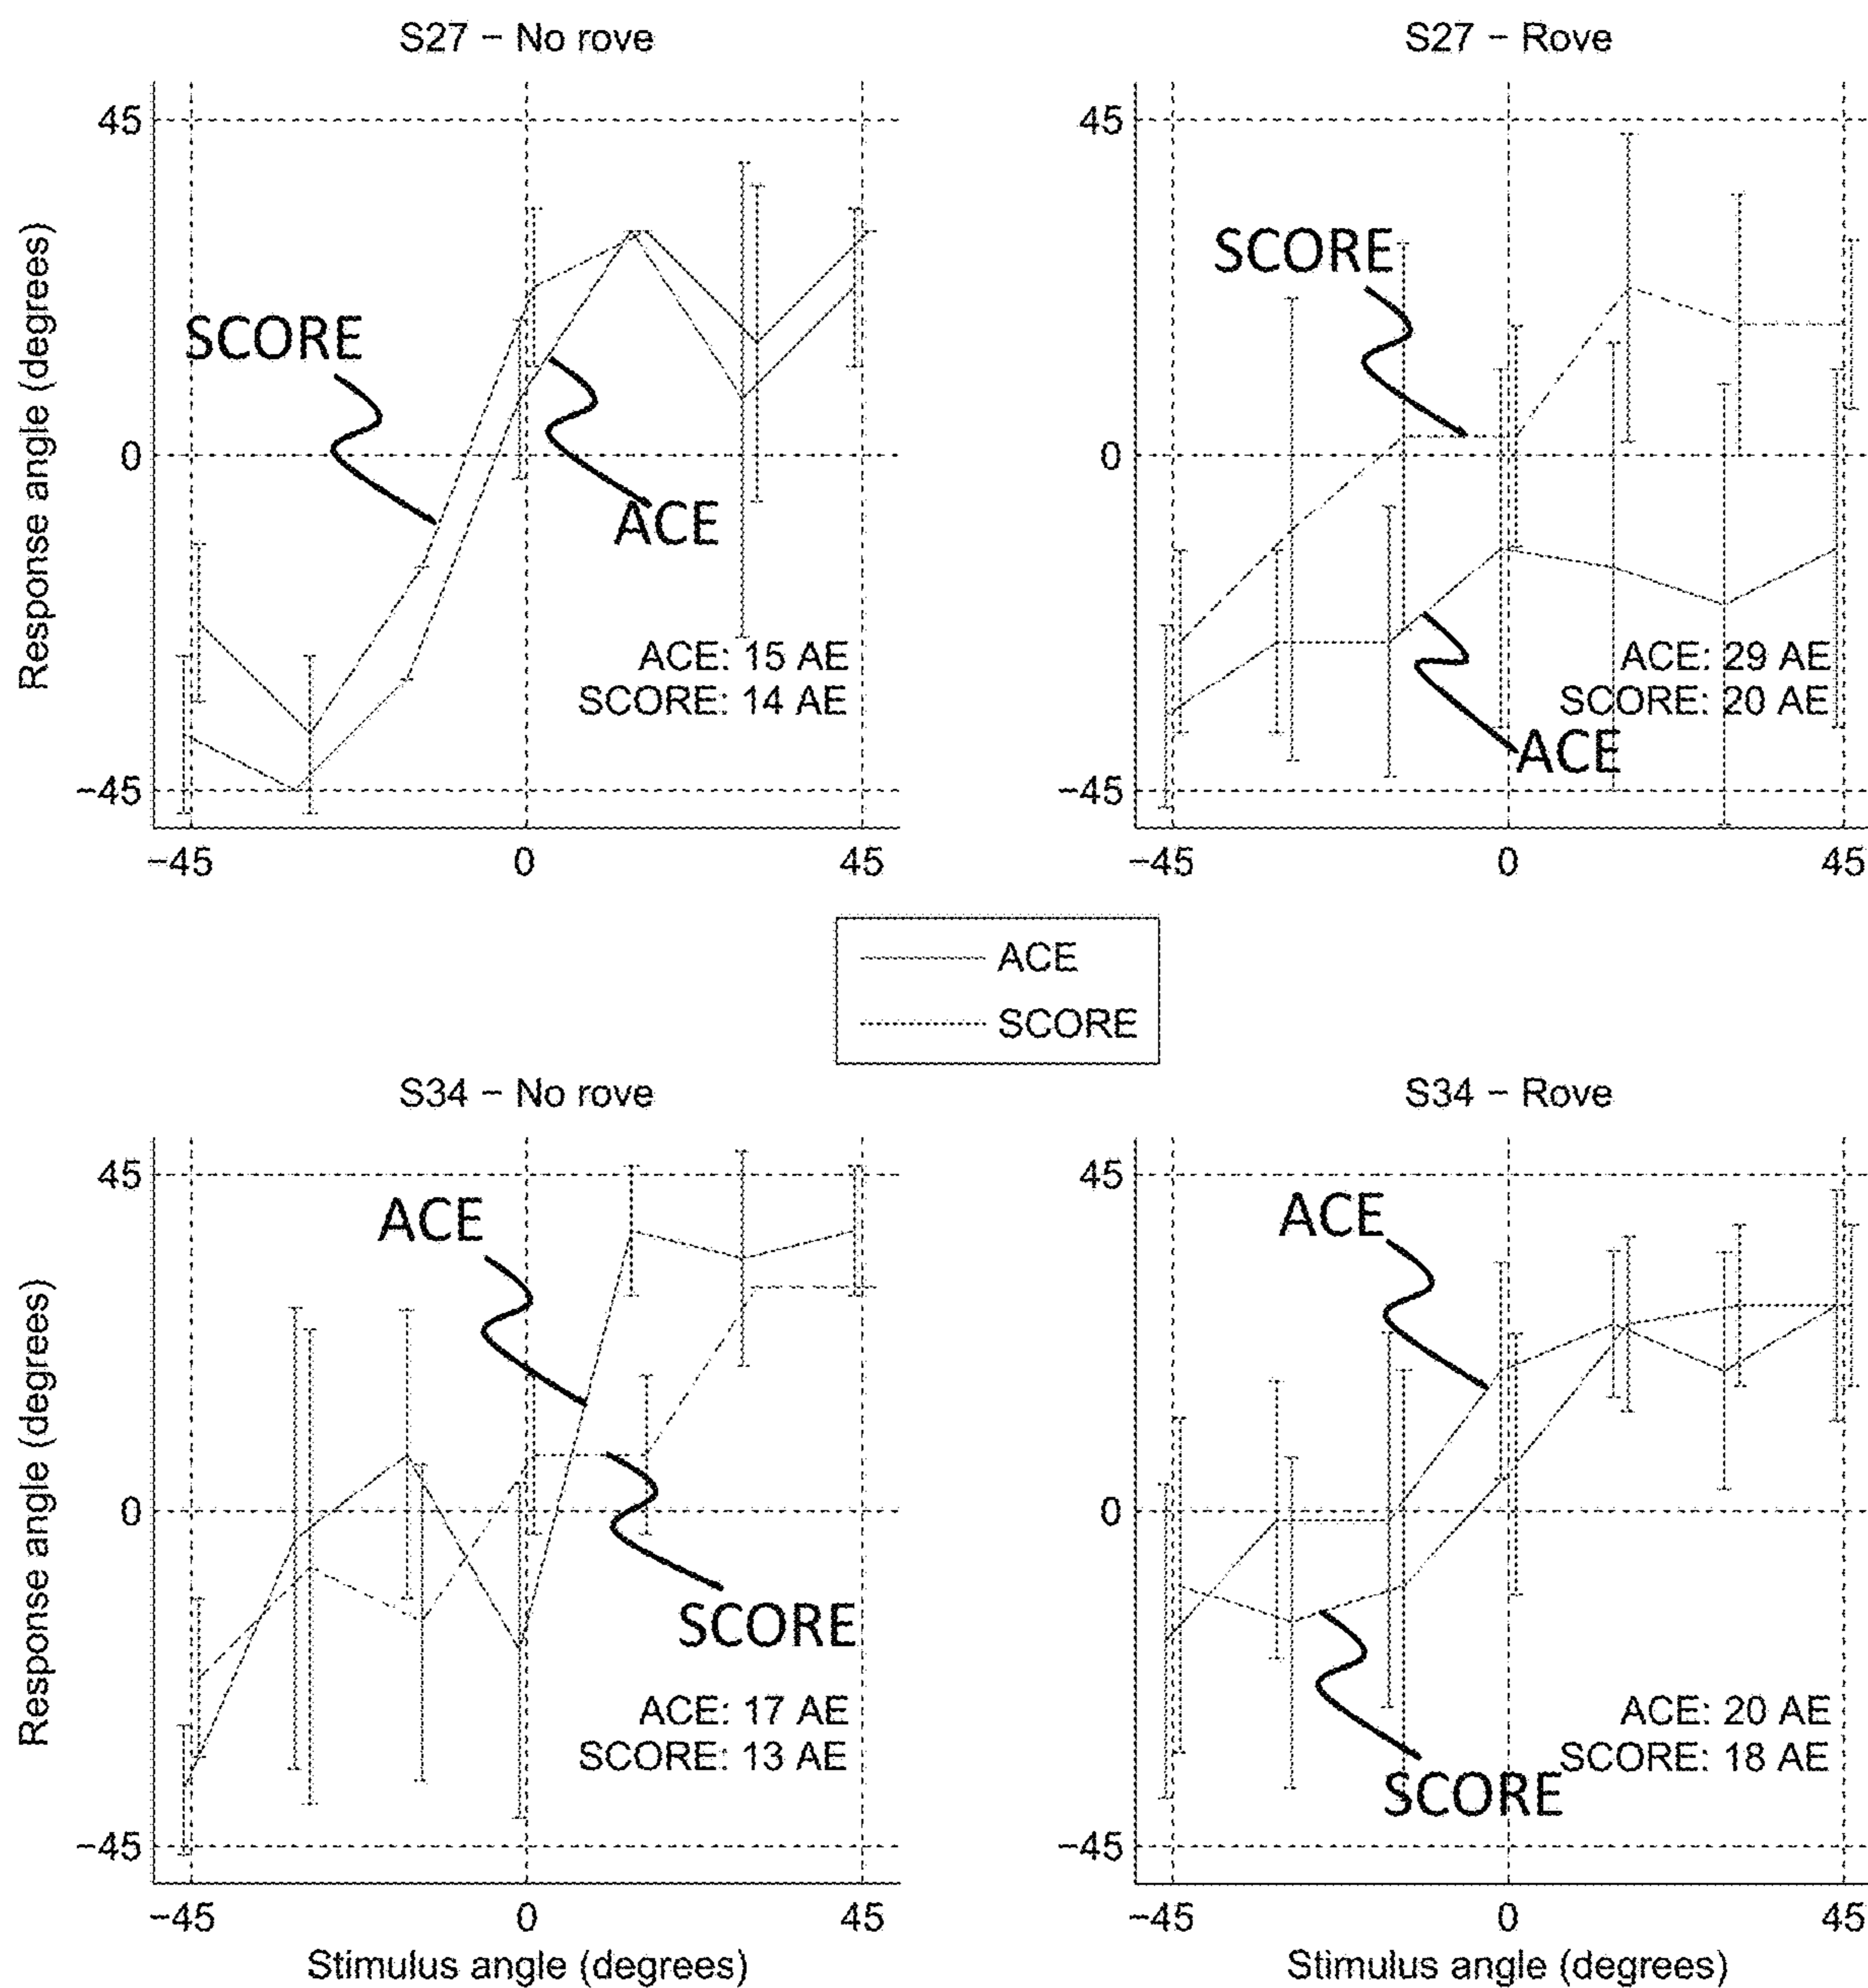 S27 − No rove
S27 − Rove
Response angle (degrees)
45
0
−45
−45
0
45
SCORE
ACE
ACE: 15 AE
SCORE: 14 AE
45
0
−45
−45
0
45
SCORE
ACE
ACE: 29 AE
SCORE: 20 AE
ACE
SCORE
S34 − No rove
S34 − Rove
Response angle (degrees)
45
0
−45
−45
0
45
Stimulus angle (degrees)
ACE
SCORE
ACE: 17 AE
SCORE: 13 AE
45
0
−45
−45
0
45
Stimulus angle (degrees)
ACE
SCORE
ACE: 20 AE
SCORE: 18 AE